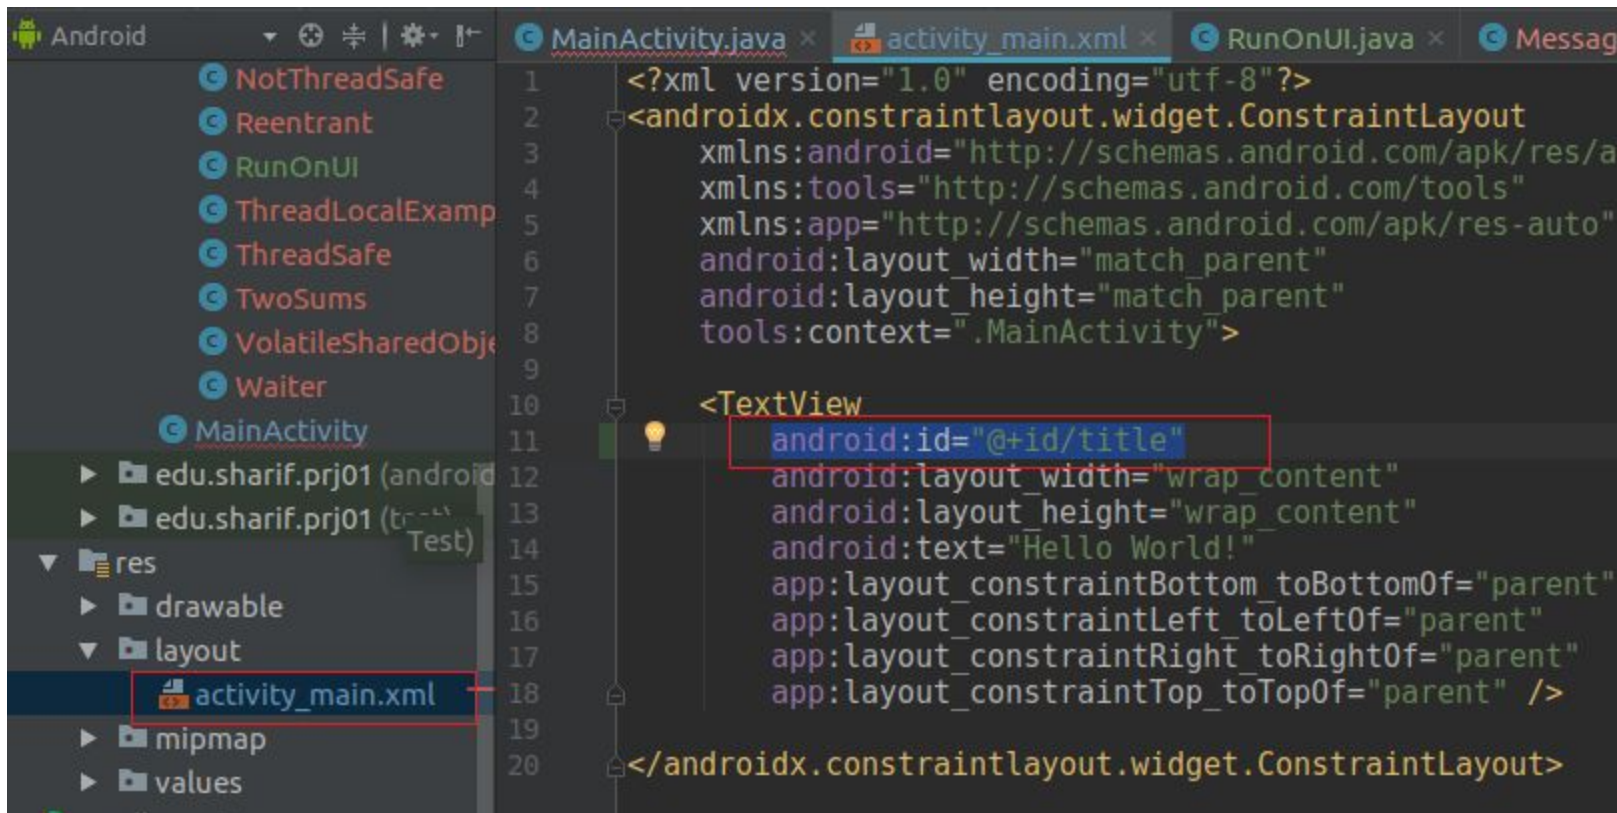 Android
MainActivity.java
activity_main.xml
RunOnUI.java
Messag
NotThreadSafe
Reentrant
RunOnUI
ThreadLocalExamp
ThreadSafe
TwoSums
VolatileSharedObje
Waiter
MainActivity
edu.sharif.prj01 (android
edu.sharif.prj01 (test)
Test)
res
drawable
layout
activity_main.xml
mipmap
values
1 <?xml version="1.0" encoding="utf-8"?>
2 <androidx.constraintlayout.widget.ConstraintLayout
3 xmlns:android="http://schemas.android.com/apk/res/a
4 xmlns:tools="http://schemas.android.com/tools"
5 xmlns:app="http://schemas.android.com/apk/res-auto"
6 android:layout_width="match_parent"
7 android:layout_height="match_parent"
8 tools:context=".MainActivity">
9
10 <TextView
11 android:id="@+id/title"
12 android:layout_width="wrap_content"
13 android:layout_height="wrap_content"
14 android:text="Hello World!"
15 app:layout_constraintBottom_toBottomOf="parent"
16 app:layout_constraintLeft_toLeftOf="parent"
17 app:layout_constraintRight_toRightOf="parent"
18 app:layout_constraintTop_toTopOf="parent" />
19
20 </androidx.constraintlayout.widget.ConstraintLayout>